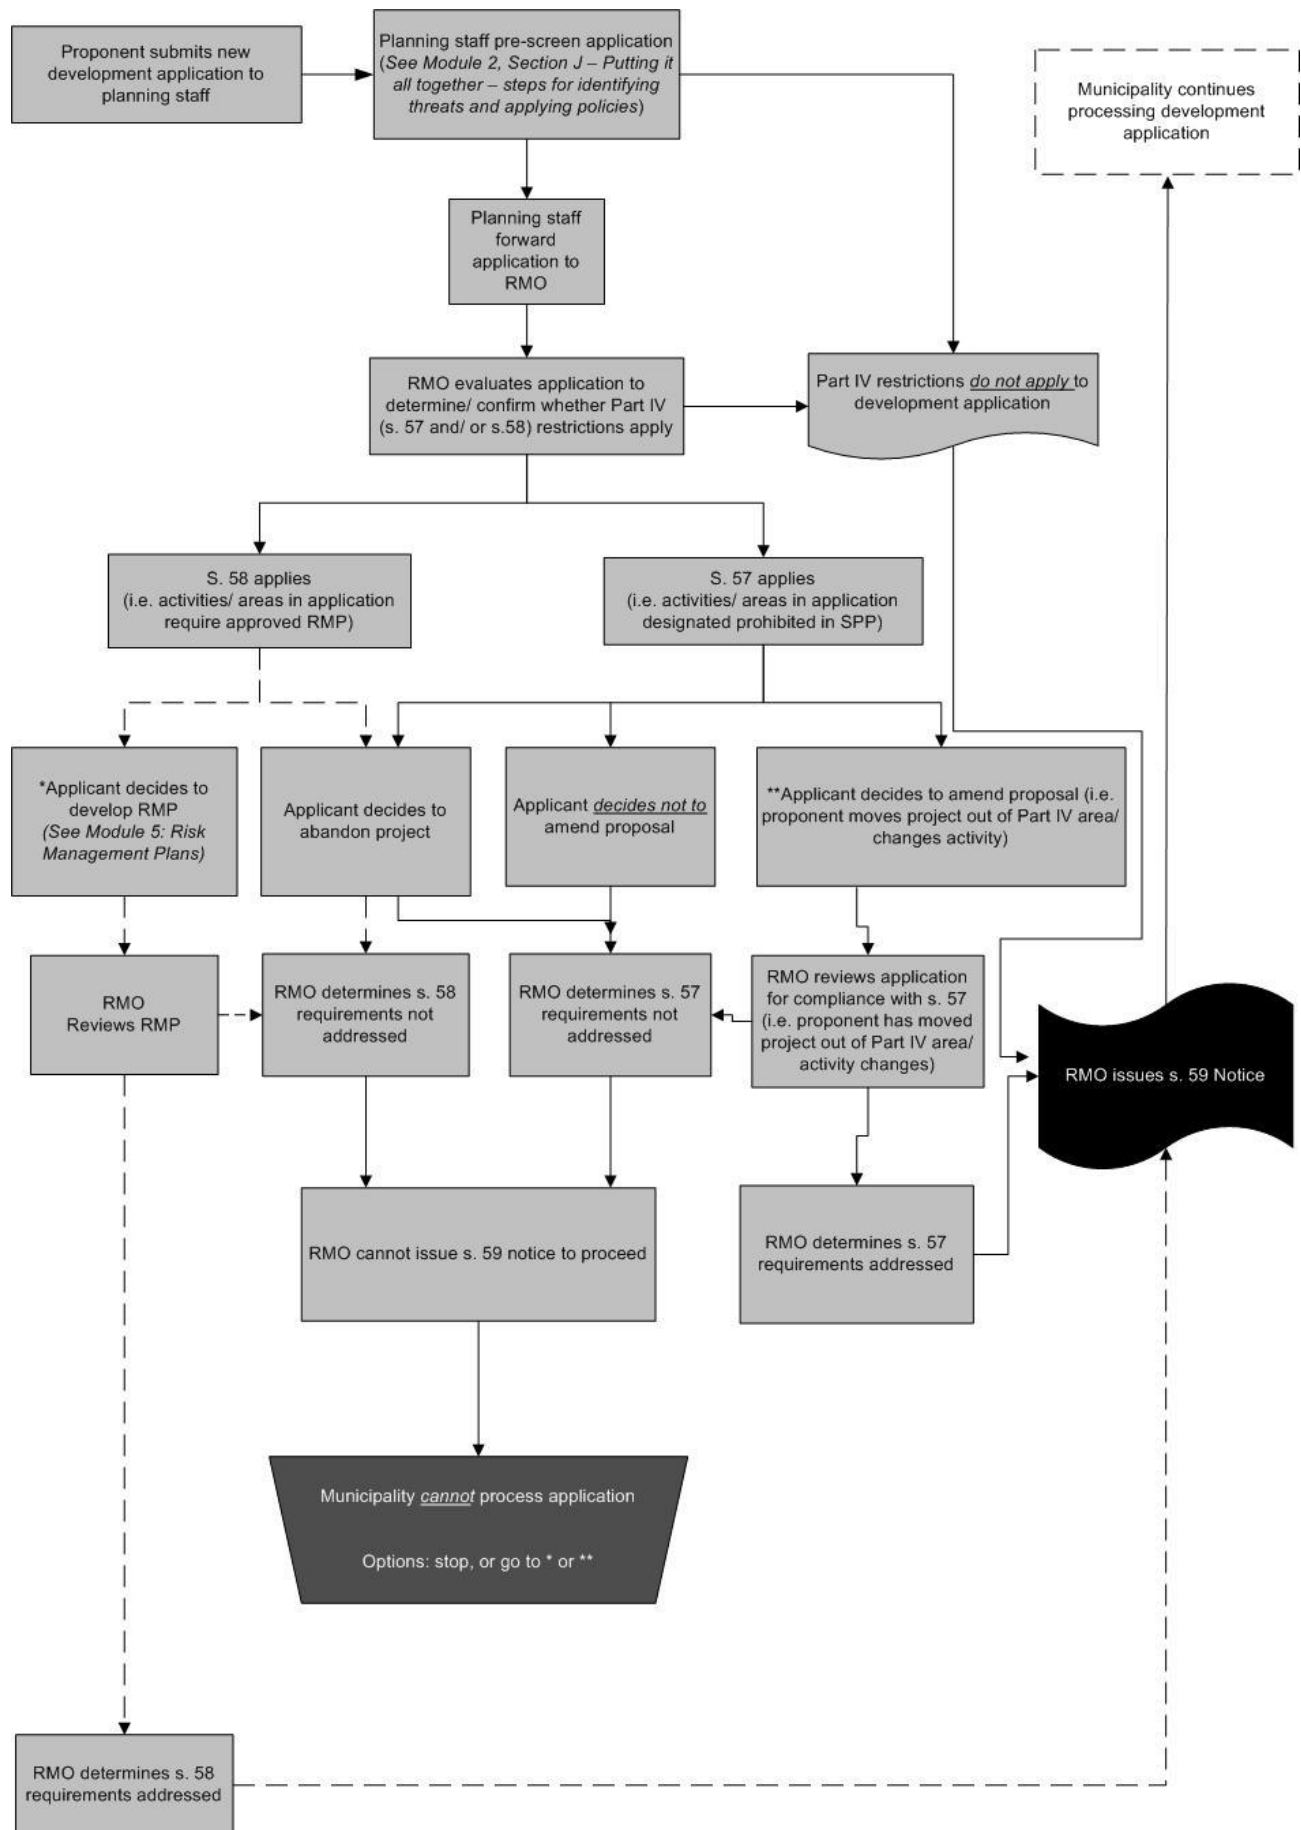 Proponent submits new
development application to
planning staff
Planning staff pre-screen application
(See Module 2, Section J – Putting it
all together – steps for identifying
threats and applying policies)
Municipality continues
processing development
application
Planning staff
forward
application to
RMO
RMO evaluates application to
determine/ confirm whether Part IV
(s. 57 and/ or s.58) restrictions apply
Part IV restrictions do not apply to
development application
S. 58 applies
(i.e. activities/ areas in application
require approved RMP)
S. 57 applies
(i.e. activities/ areas in application
designated prohibited in SPP)
*Applicant decides to
develop RMP
(See Module 5: Risk
Management Plans)
Applicant decides to
abandon project
Applicant decides not to
amend proposal
**Applicant decides to amend proposal (i.e.
proponent moves project out of Part IV area/
changes activity)
RMO
Reviews RMP
RMO determines s. 58
requirements not
addressed
RMO determines s. 57
requirements not
addressed
RMO reviews application
for compliance with s. 57
(i.e. proponent has moved
project out of Part IV area/
activity changes)
RMO issues s. 59 Notice
RMO cannot issue s. 59 notice to proceed
RMO determines s. 57
requirements addressed
Municipality cannot process application
Options: stop, or go to * or **
RMO determines s. 58
requirements addressed